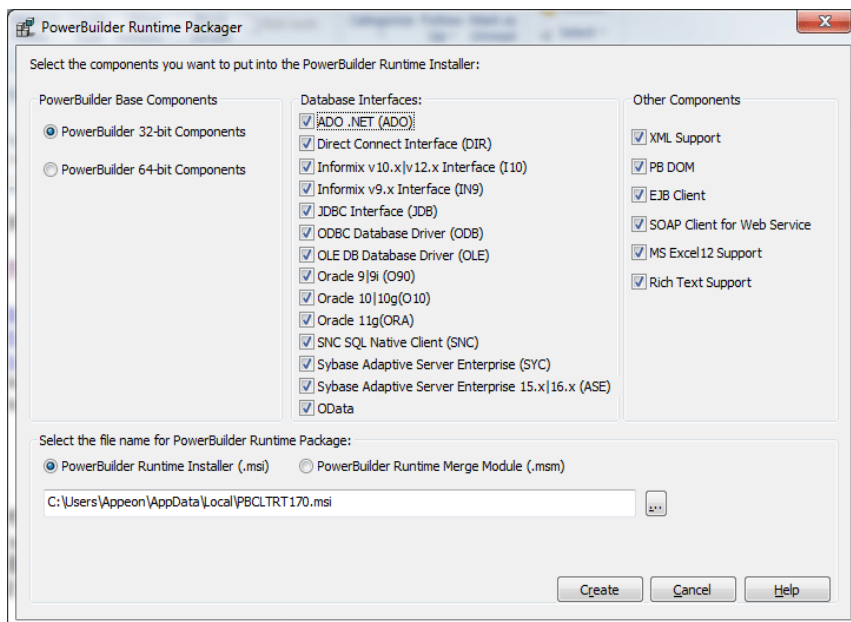 PowerBuilder Runtime Packager
Select the components you want to put into the PowerBuilder Runtime Installer:
PowerBuilder Base Components
PowerBuilder 32-bit Components
PowerBuilder 64-bit Components
Database Interfaces:
ADO .NET (ADO)
Direct Connect Interface (DIR)
Informix v10.x|v12.x Interface (I10)
Informix v9.x Interface (IN9)
JDBC Interface (JDB)
ODBC Database Driver (ODB)
OLE DB Database Driver (OLE)
Oracle 9|9i (O90)
Oracle 10|10g(O10)
Oracle 11g(ORA)
SNC SQL Native Client (SNC)
Sybase Adaptive Server Enterprise (SYC)
Sybase Adaptive Server Enterprise 15.x|16.x (ASE)
OData
Other Components
XML Support
PB DOM
EJB Client
SOAP Client for Web Service
MS Excel12 Support
Rich Text Support
Select the file name for PowerBuilder Runtime Package:
PowerBuilder Runtime Installer (.msi)
PowerBuilder Runtime Merge Module (.msm)
C:\Users\Appeon\AppData\Local\PBCLTRT170.msi
...
Create
Cancel
Help